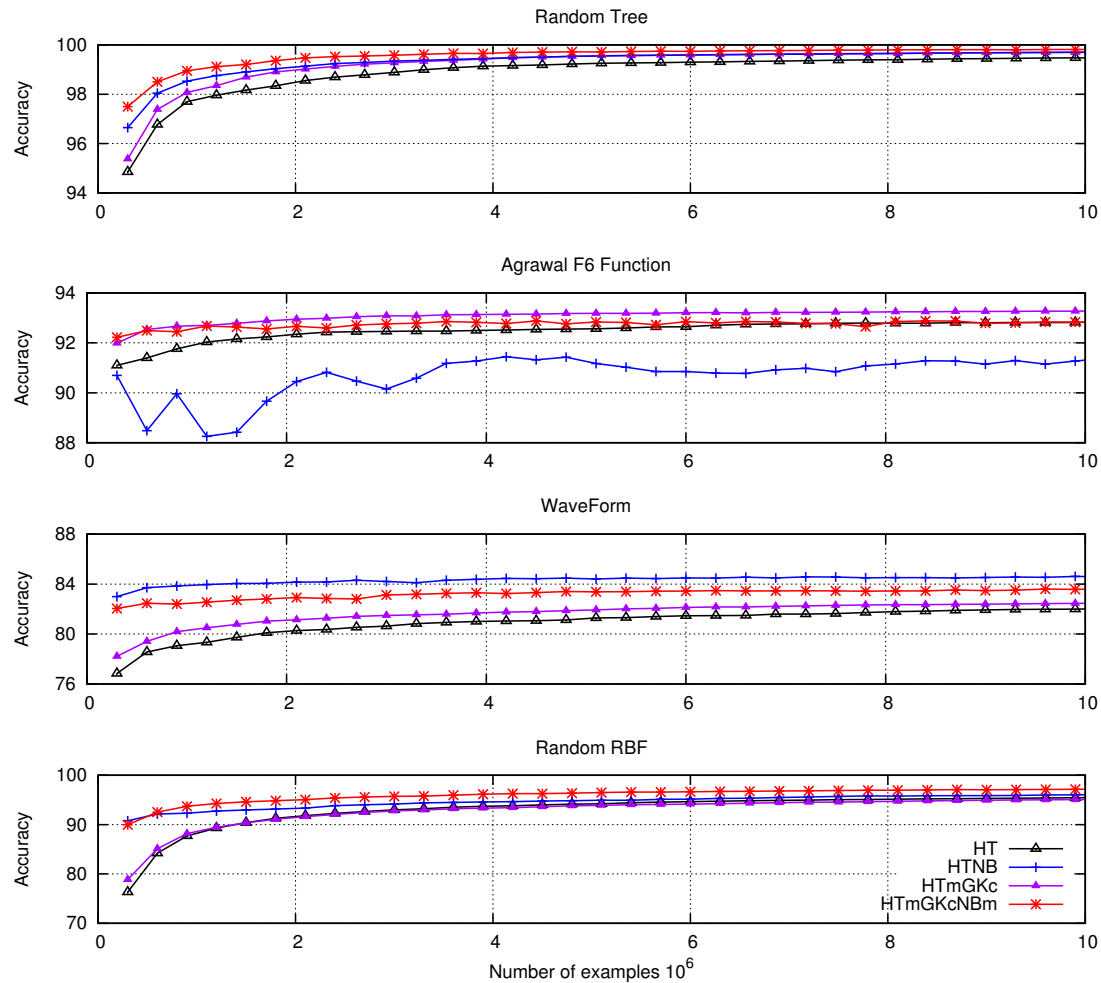 Random Tree
Accuracy
100
98
96
94
0 2 4 6 8 10
Agrawal F6 Function
Accuracy
94
92
90
88
0 2 4 6 8 10
WaveForm
Accuracy
88
84
80
76
0 2 4 6 8 10
Random RBF
Accuracy
100
90
80
70
HT
HTNB
HTmGKc
HTmGKcNBm
0 2 4 6 8 10
Number of examples 10^6